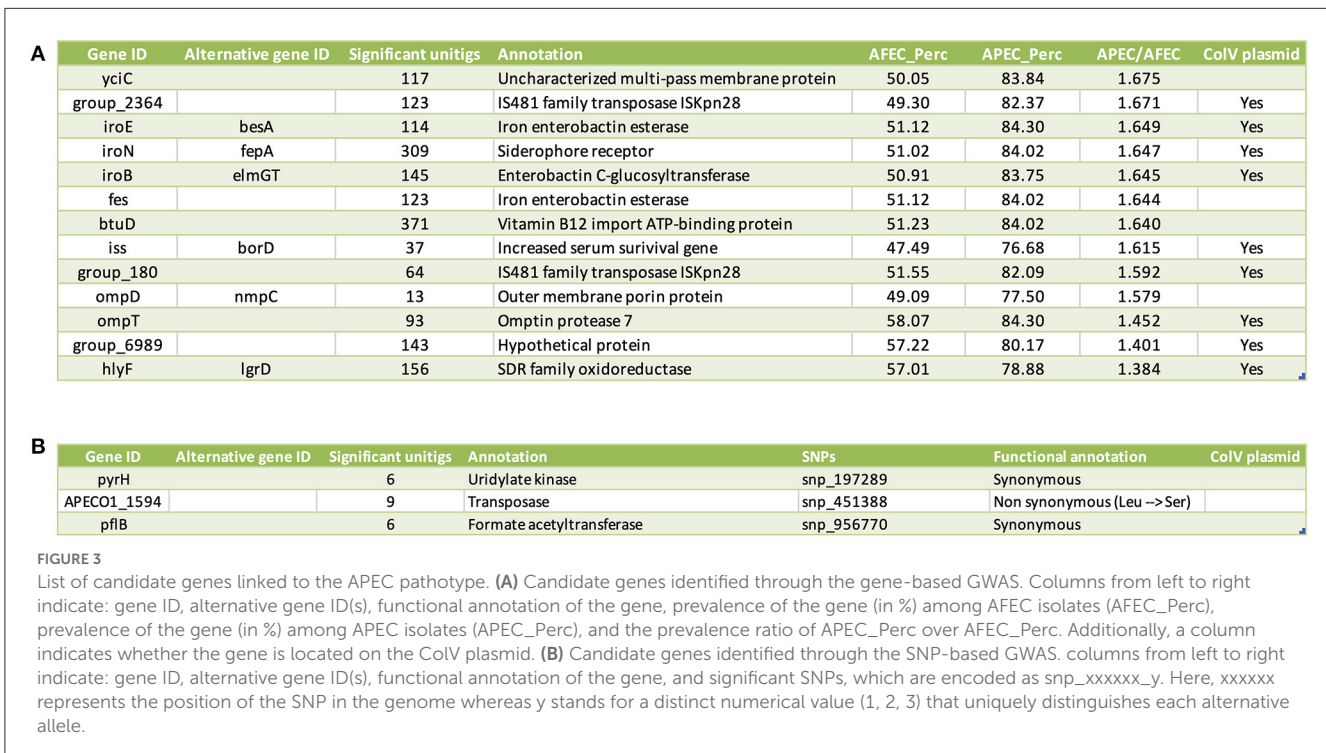 A
Gene ID Alternative gene ID Significant unitigs Annotation AFEC_Perc APEC_Perc APEC/AFEC ColV plasmid
yciC 117 Uncharacterized multi-pass membrane protein 50.05 83.84 1.675
group_2364 123 IS481 family transposase ISKpn28 49.30 82.37 1.671 Yes
iroE besA 114 Iron enterobactin esterase 51.12 84.30 1.649 Yes
iroN fepA 309 Siderophore receptor 51.02 84.02 1.647 Yes
iroB elmGT 145 Enterobactin C-glucosyltransferase 50.91 83.75 1.645 Yes
fes 123 Iron enterobactin esterase 51.12 84.02 1.644
btuD 371 Vitamin B12 import ATP-binding protein 51.23 84.02 1.640
iss borD 37 Increased serum surivival gene 47.49 76.68 1.615 Yes
group_180 64 IS481 family transposase ISKpn28 51.55 82.09 1.592 Yes
ompD nmpC 13 Outer membrane porin protein 49.09 77.50 1.579
ompT 93 Omptin protease 7 58.07 84.30 1.452 Yes
group_6989 143 Hypothetical protein 57.22 80.17 1.401 Yes
hlyF lgrD 156 SDR family oxidoreductase 57.01 78.88 1.384 Yes
B
Gene ID Alternative gene ID Significant unitigs Annotation SNPs Functional annotation ColV plasmid
pyrH 6 Uridylate kinase snp_197289 Synonymous
APECO1_1594 9 Transposase snp_451388 Non synonymous (Leu -->Ser)
pflB 6 Formate acetyltransferase snp_956770 Synonymous
FIGURE 3
List of candidate genes linked to the APEC pathotype. (A) Candidate genes identified through the gene-based GWAS. Columns from left to right
indicate: gene ID, alternative gene ID(s), functional annotation of the gene, prevalence of the gene (in %) among AFEC isolates (AFEC_Perc),
prevalence of the gene (in %) among APEC isolates (APEC_Perc), and the prevalence ratio of APEC_Perc over AFEC_Perc. Additionally, a column
indicates whether the gene is located on the ColV plasmid. (B) Candidate genes identified through the SNP-based GWAS. columns from left to right
indicate: gene ID, alternative gene ID(s), functional annotation of the gene, and significant SNPs, which are encoded as snp_xxxxxx_y. Here, xxxxxx
represents the position of the SNP in the genome whereas y stands for a distinct numerical value (1, 2, 3) that uniquely distinguishes each alternative
allele.